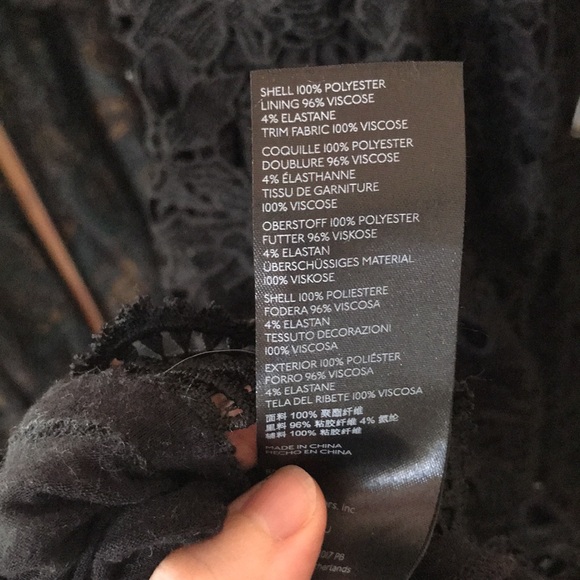 SHELL 100% POLYESTER
LINING 96% VISCOSE
4% ELASTANE
TRIM FABRIC 100% VISCOSE
COQUILLE 100% POLYESTER
DOUBLURE 96% VISCOSE
4% ÉLASTHANNE
TISSU DE GARNITURE
100% VISCOSE
OBERSTOFF 100% POLYESTER
FUTTER 96% VISKOSE
4% ELASTAN
ÜBERSCHÜSSIGES MATERIAL
100% VISKOSE
SHELL 100% POLIESTERE
FODERA 96% VISCOSA
4% ELASTAN
TESSUTO DECORAZIONI
100% VISCOSA
EXTERIOR 100% POLIÉSTER
FORRO 96% VISCOSA
4% ELASTANE
TELA DEL RIBETE 100% VISCOSA
面料 100% 聚酯纤维
里料 96% 粘胶纤维 4% 氨纶
辅料 100% 粘胶纤维
MADE IN CHINA
HECHO EN CHINA
Inc